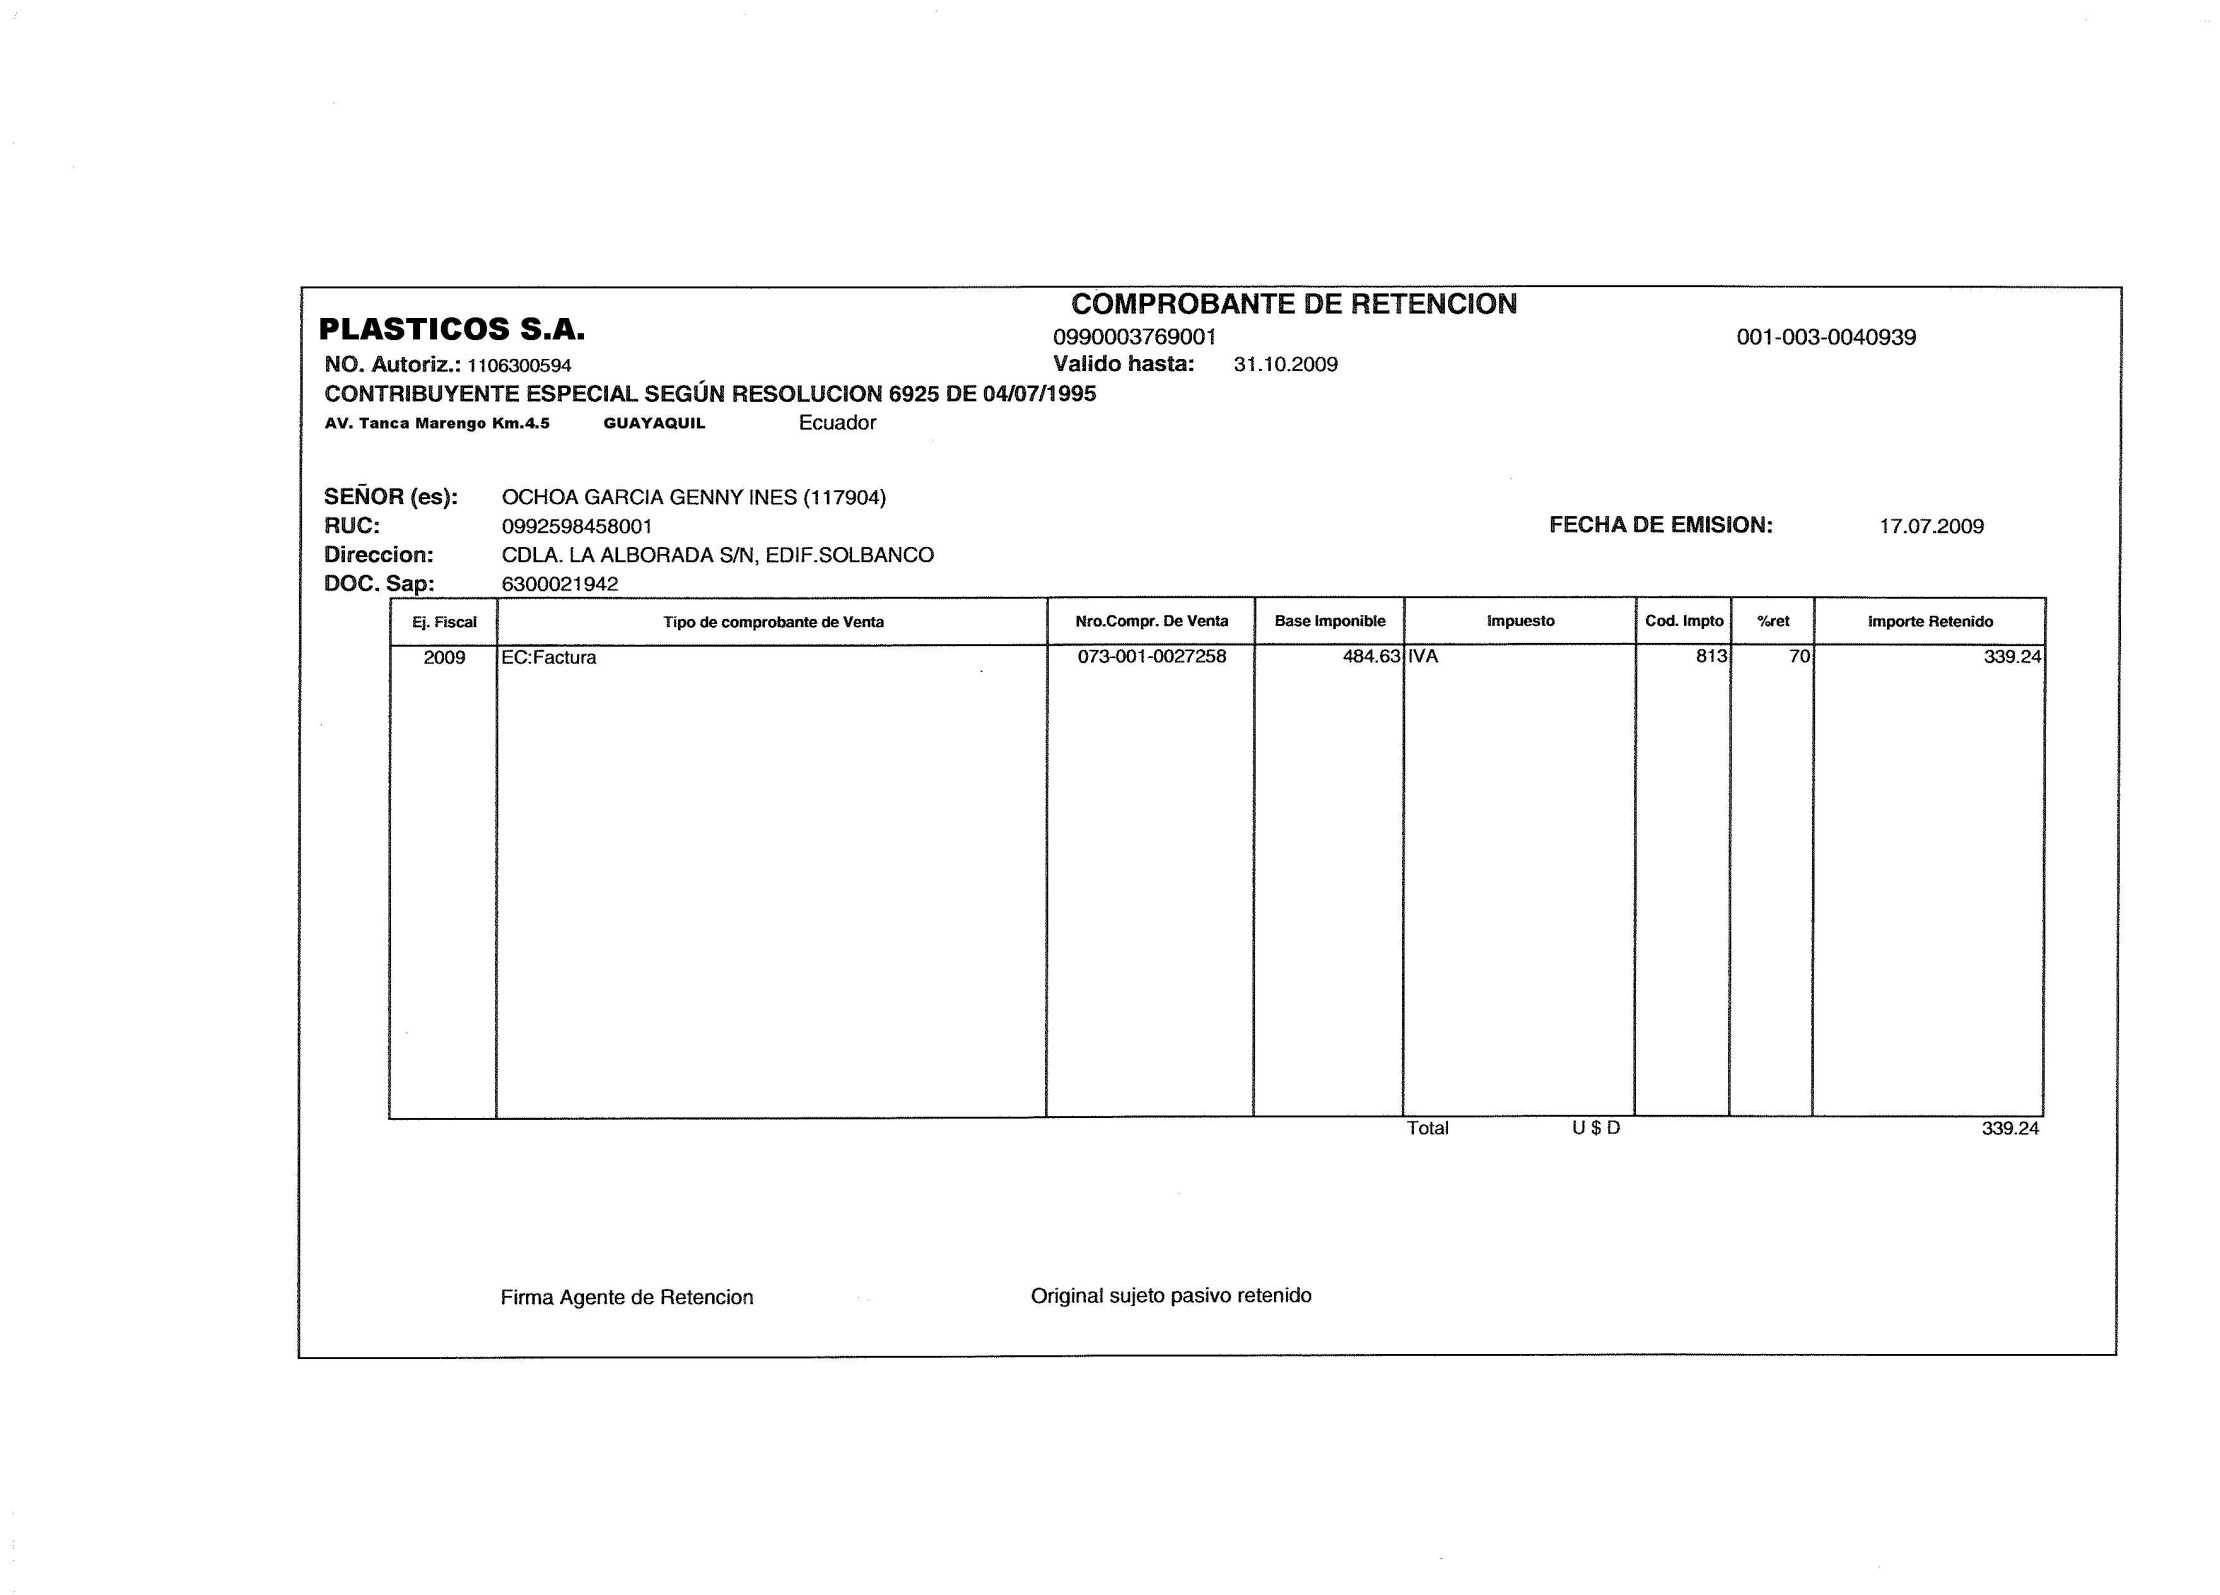 COMPROBANTE DE RETENCION
PLASTICOS S.A.
0990003769001 001-003-0040939
NO. Autoriz.: 1106300594 Valido hasta: 31.10.2009
CONTRIBUYENTE ESPECIAL SEGÚN RESOLUCION 6925 DE 04/07/1995
AV. Tanca Marengo Km.4.5 GUAYAQUIL Ecuador
SEÑOR (es): OCHOA GARCIA GENNY INES (117904)
RUC: 0992598458001 FECHA DE EMISION: 17.07.2009
Direccion: CDLA. LA ALBORADA S/N, EDIF.SOLBANCO
DOC. Sap: 6300021942
Ej. Fiscal Tipo de comprobante de Venta Nro.Compr. De Venta Base Imponible Impuesto Cod. Impto %ret Importe Retenido
2009 EC:Factura 073-001-0027258 484.63 IVA 813 70 339.24
Total U$D 339.24
Firma Agente de Retencion Original sujeto pasivo retenido